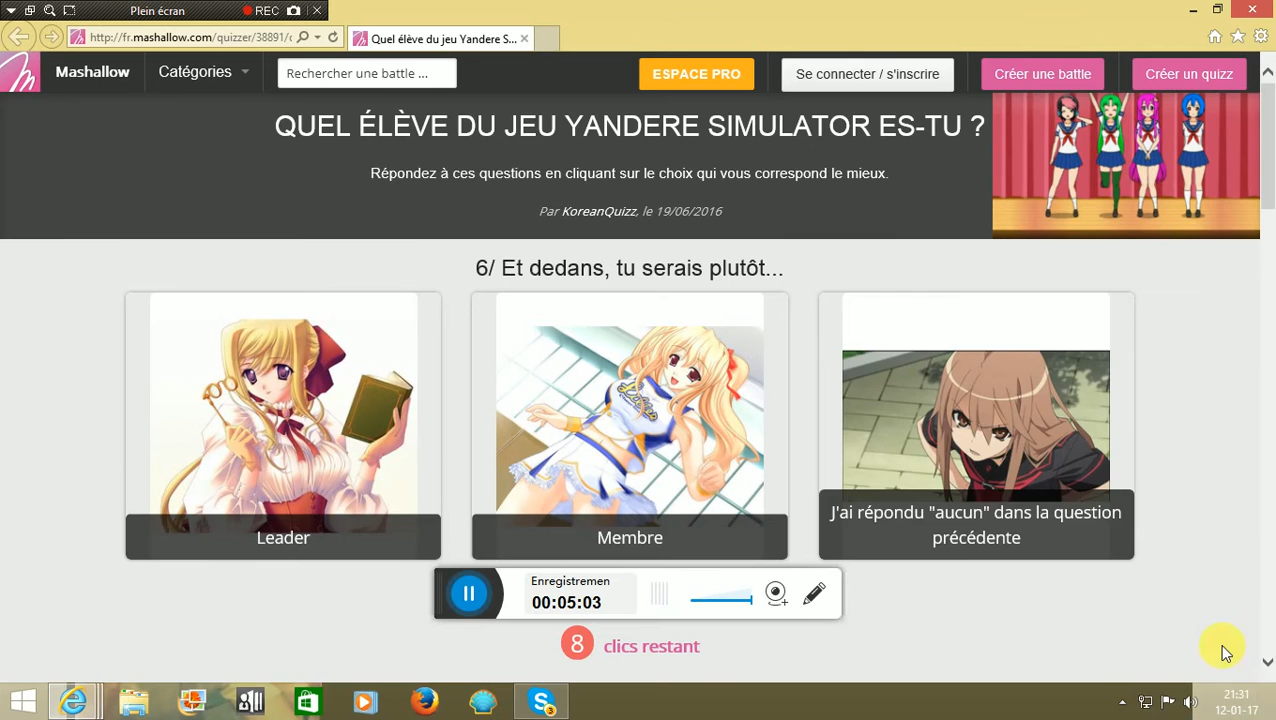 Plein écran
REC
http://fr.mashallow.com/quizzer/38891/
Quel élève du jeu Yandere S...
Mashallow
Catégories
Rechercher une battle ...
ESPACE PRO
Se connecter / s'inscrire
Créer une battle
Créer un quizz
QUEL ÉLÈVE DU JEU YANDERE SIMULATOR ES-TU ?
Répondez à ces questions en cliquant sur le choix qui vous correspond le mieux.
Par KoreanQuizz, le 19/06/2016
6/ Et dedans, tu serais plutôt...
Leader
Membre
J'ai répondu "aucun" dans la question
précédente
Enregistremen
00:05:03
8 clics restant
3
21:31
12-01-17